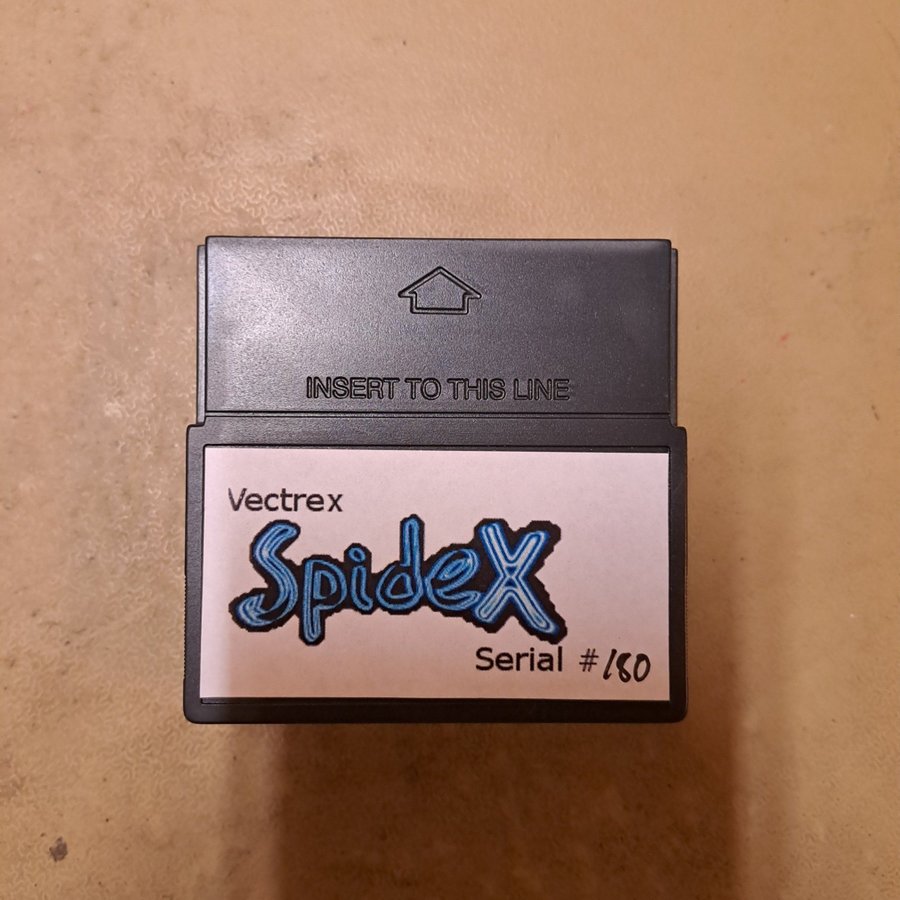 INSERT TO THIS LINE
Vectrex
SpideX
Serial #180